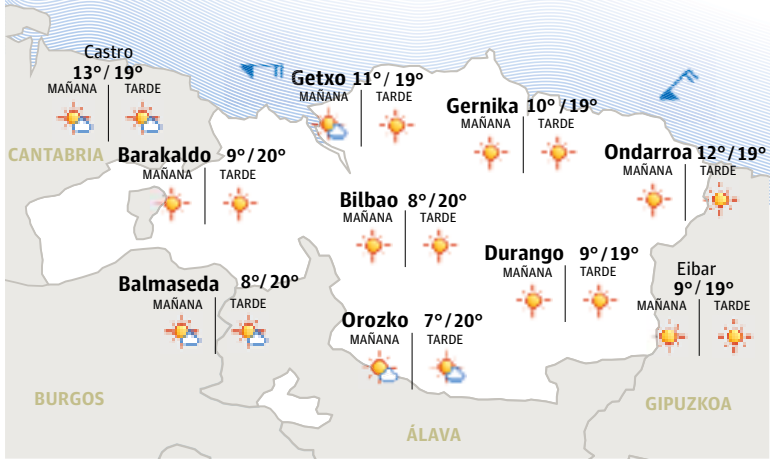 Castro
13°/19°
MAÑANA TARDE
Getxo 11°/19°
MAÑANA TARDE
Gernika 10°/19°
MAÑANA TARDE
CANTABRIA
Barakaldo 9°/20°
MAÑANA TARDE
Ondarroa 12°/19°
MAÑANA TARDE
Bilbao 8°/20°
MAÑANA TARDE
Durango 9°/19°
MAÑANA TARDE
Eibar
9°/19°
MAÑANA TARDE
Balmaseda 8°/20°
MAÑANA TARDE
Orozko 7°/20°
MAÑANA TARDE
BURGOS
ÁLAVA
GIPUZKOA